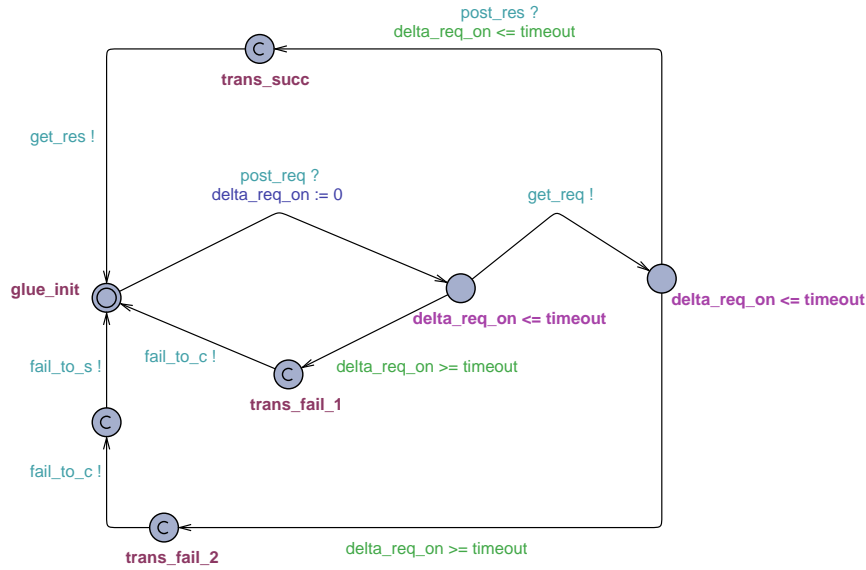 post_res ?
delta_req_on <= timeout
C
trans_succ
get_res !
post_req ?
delta_req_on := 0
get_req !
glue_init
delta_req_on <= timeout
delta_req_on <= timeout
fail_to_s !
fail_to_c !
delta_req_on >= timeout
C
trans_fail_1
C
fail_to_c !
C
trans_fail_2
delta_req_on >= timeout